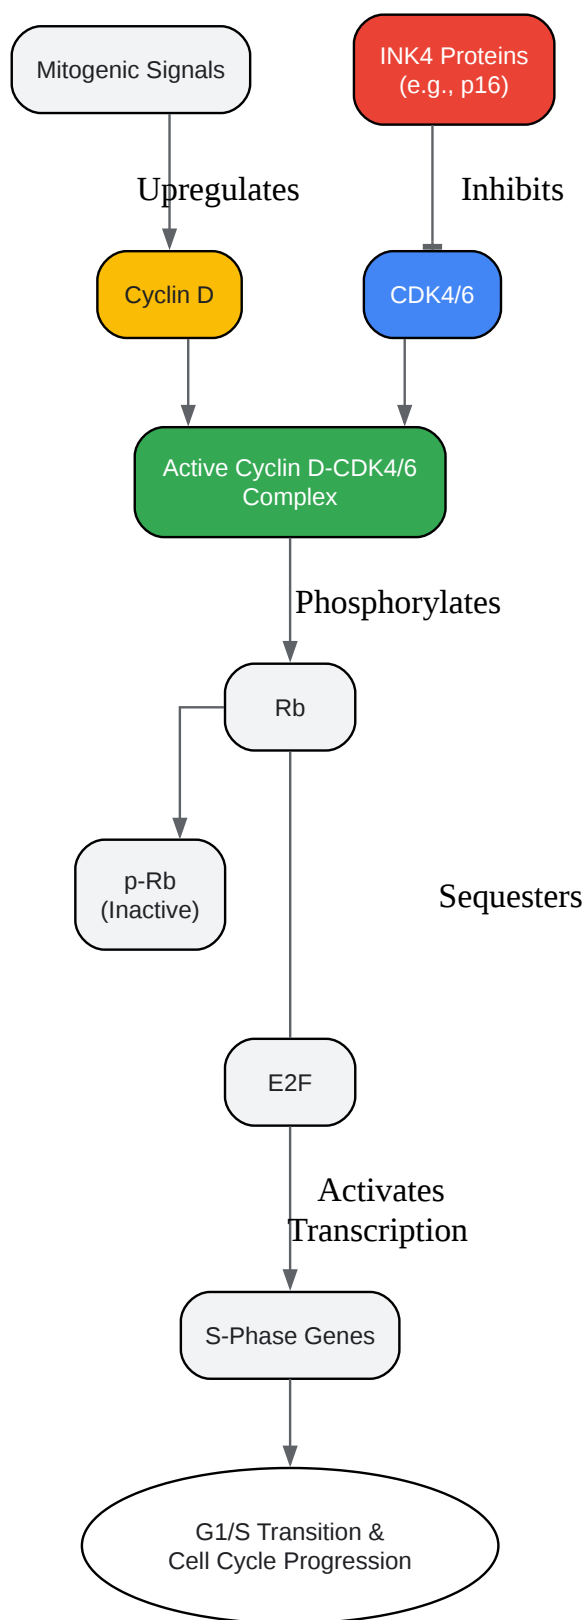 Mitogenic Signals
INK4 Proteins
(e.g., p16)
Upregulates
Inhibits
Cyclin D
CDK4/6
Active Cyclin D-CDK4/6
Complex
Phosphorylates
Rb
p-Rb
(Inactive)
Sequesters
E2F
Activates
Transcription
S-Phase Genes
G1/S Transition &
Cell Cycle Progression